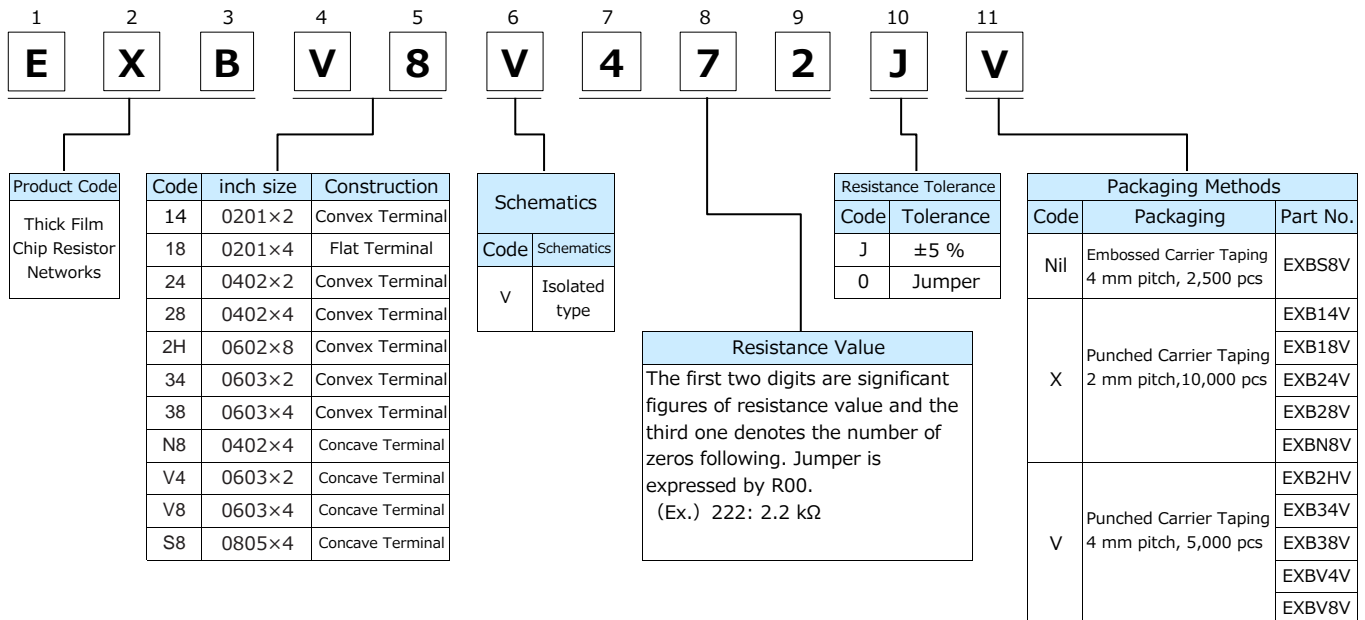 1 2 3 4 5 6 7 8 9 10 11
E X B V 8 V 4 7 2 J V
Product Code
Thick Film
Chip Resistor
Networks
Code inch size Construction
14 0201×2 Convex Terminal
18 0201×4 Flat Terminal
24 0402×2 Convex Terminal
28 0402×4 Convex Terminal
2H 0602×8 Convex Terminal
34 0603×2 Convex Terminal
38 0603×4 Convex Terminal
N8 0402×4 Concave Terminal
V4 0603×2 Concave Terminal
V8 0603×4 Concave Terminal
S8 0805×4 Concave Terminal
Schematics
Code Schematics
V Isolated
type
Resistance Value
The first two digits are significant
figures of resistance value and the
third one denotes the number of
zeros following. Jumper is
expressed by R00.
（Ex.）222: 2.2 kΩ
Resistance Tolerance
Code Tolerance
J ±5 %
0 Jumper
Packaging Methods
Code Packaging Part No.
Nil Embossed Carrier Taping
4 mm pitch, 2,500 pcs EXBS8V
X Punched Carrier Taping
2 mm pitch,10,000 pcs
EXB14V
EXB18V
EXB24V
EXB28V
EXBN8V
V Punched Carrier Taping
4 mm pitch, 5,000 pcs
EXB2HV
EXB34V
EXB38V
EXBV4V
EXBV8V